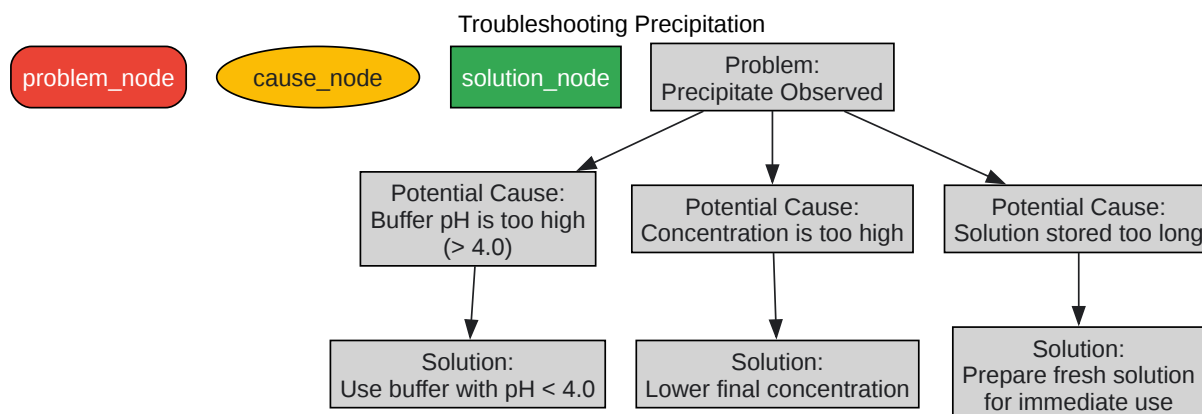 Troubleshooting Precipitation
problem_node
cause_node
solution_node
Problem:
Precipitate Observed
Potential Cause:
Buffer pH is too high
(> 4.0)
Potential Cause:
Concentration is too high
Potential Cause:
Solution stored too long
Solution:
Use buffer with pH < 4.0
Solution:
Lower final concentration
Solution:
Prepare fresh solution
for immediate use